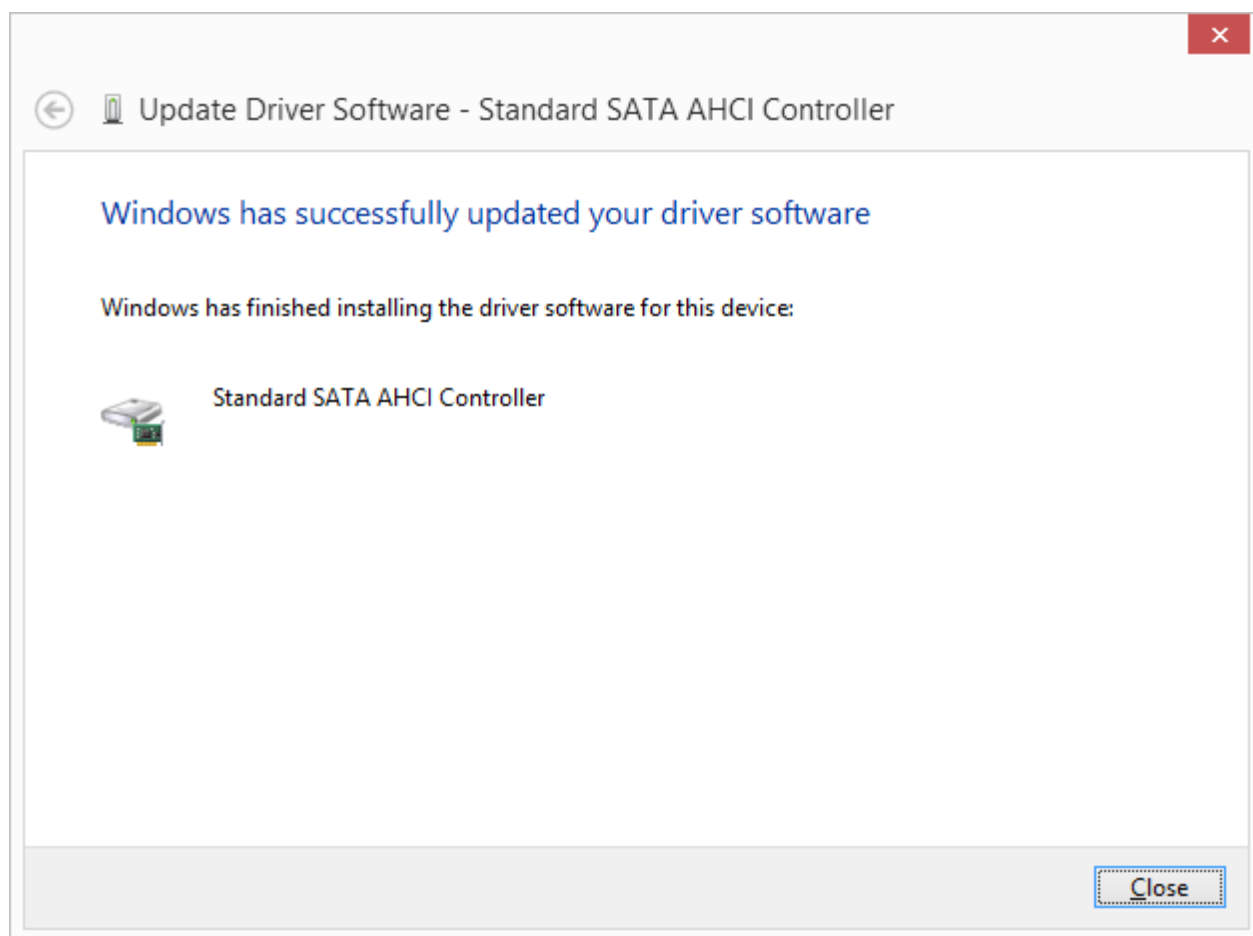 Update Driver Software - Standard SATA AHCI Controller
Windows has successfully updated your driver software
Windows has finished installing the driver software for this device:
Standard SATA AHCI Controller
Close